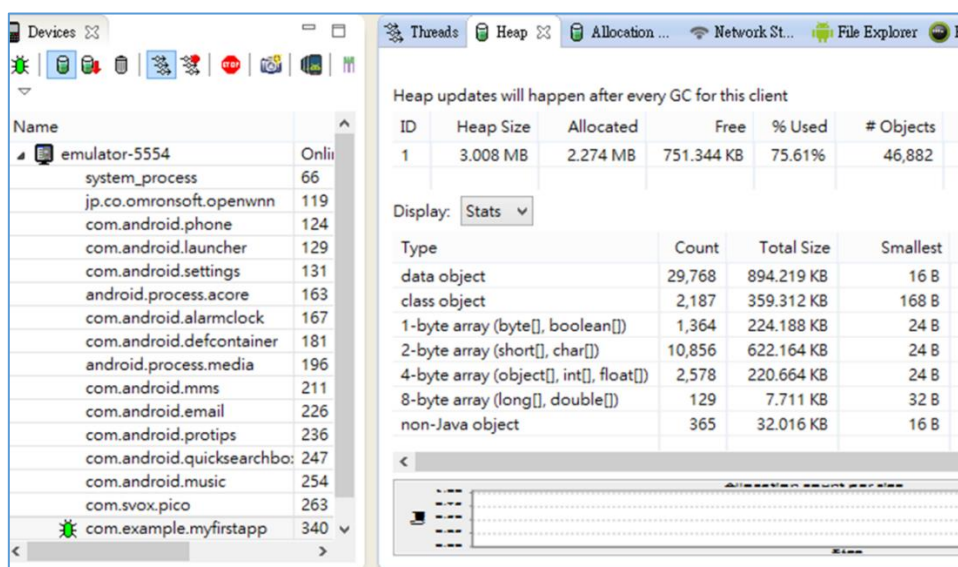 Devices
Threads Heap Allocation ... Network St... File Explorer
Heap updates will happen after every GC for this client
Name
emulator-5554 Onli
system_process 66
jp.co.omronsoft.openwnn 119
com.android.phone 124
com.android.launcher 129
com.android.settings 131
android.process.acore 163
com.android.alarmclock 167
com.android.defcontainer 181
android.process.media 196
com.android.mms 211
com.android.email 226
com.android.protips 236
com.android.quicksearchbo: 247
com.android.music 254
com.svox.pico 263
com.example.myfirstapp 340
ID Heap Size Allocated Free % Used # Objects
1 3.008 MB 2.274 MB 751.344 KB 75.61% 46,882
Display: Stats
Type Count Total Size Smallest
data object 29,768 894.219 KB 16 B
class object 2,187 359.312 KB 168 B
1-byte array (byte[], boolean[]) 1,364 224.188 KB 24 B
2-byte array (short[], char[]) 10,856 622.164 KB 24 B
4-byte array (object[], int[], float[]) 2,578 220.664 KB 24 B
8-byte array (long[], double[]) 129 7.711 KB 32 B
non-Java object 365 32.016 KB 16 B